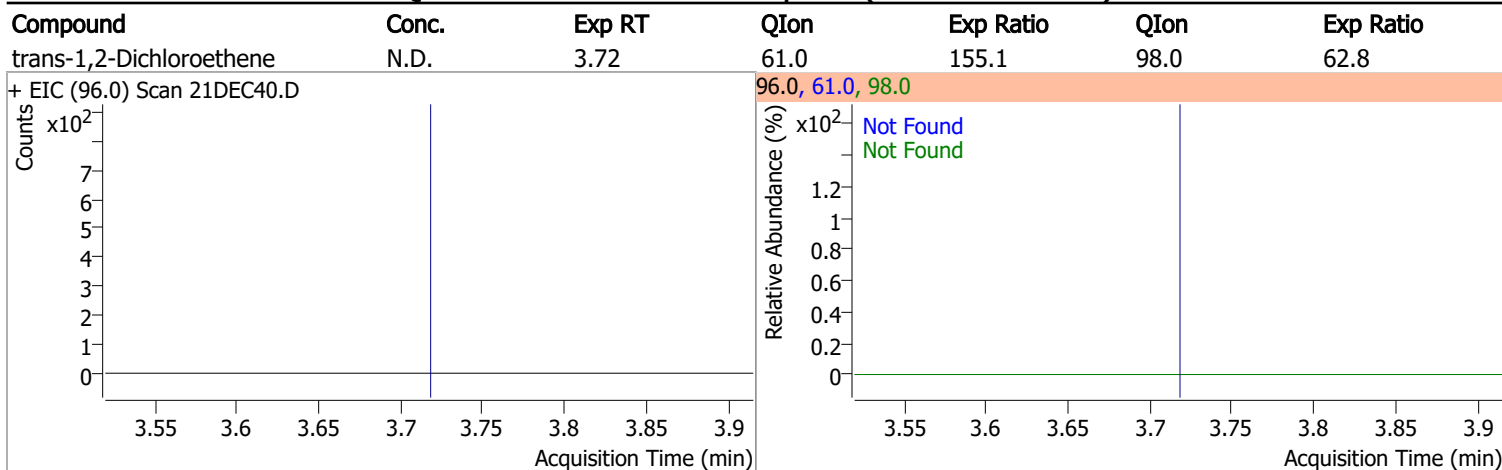 Compound Conc. Exp RT QIon Exp Ratio QIon Exp Ratio
trans-1,2-Dichloroethene N.D. 3.72 61.0 155.1 98.0 62.8
+ EIC (96.0) Scan 21DEC40.D
Counts
x10²
7
6
5
4
3
2
1
0
3.55 3.6 3.65 3.7 3.75 3.8 3.85 3.9
Acquisition Time (min)
96.0, 61.0, 98.0
Relative Abundance (%)
x10²
Not Found
Not Found
1.2
1
0.8
0.6
0.4
0.2
0
3.55 3.6 3.65 3.7 3.75 3.8 3.85 3.9
Acquisition Time (min)